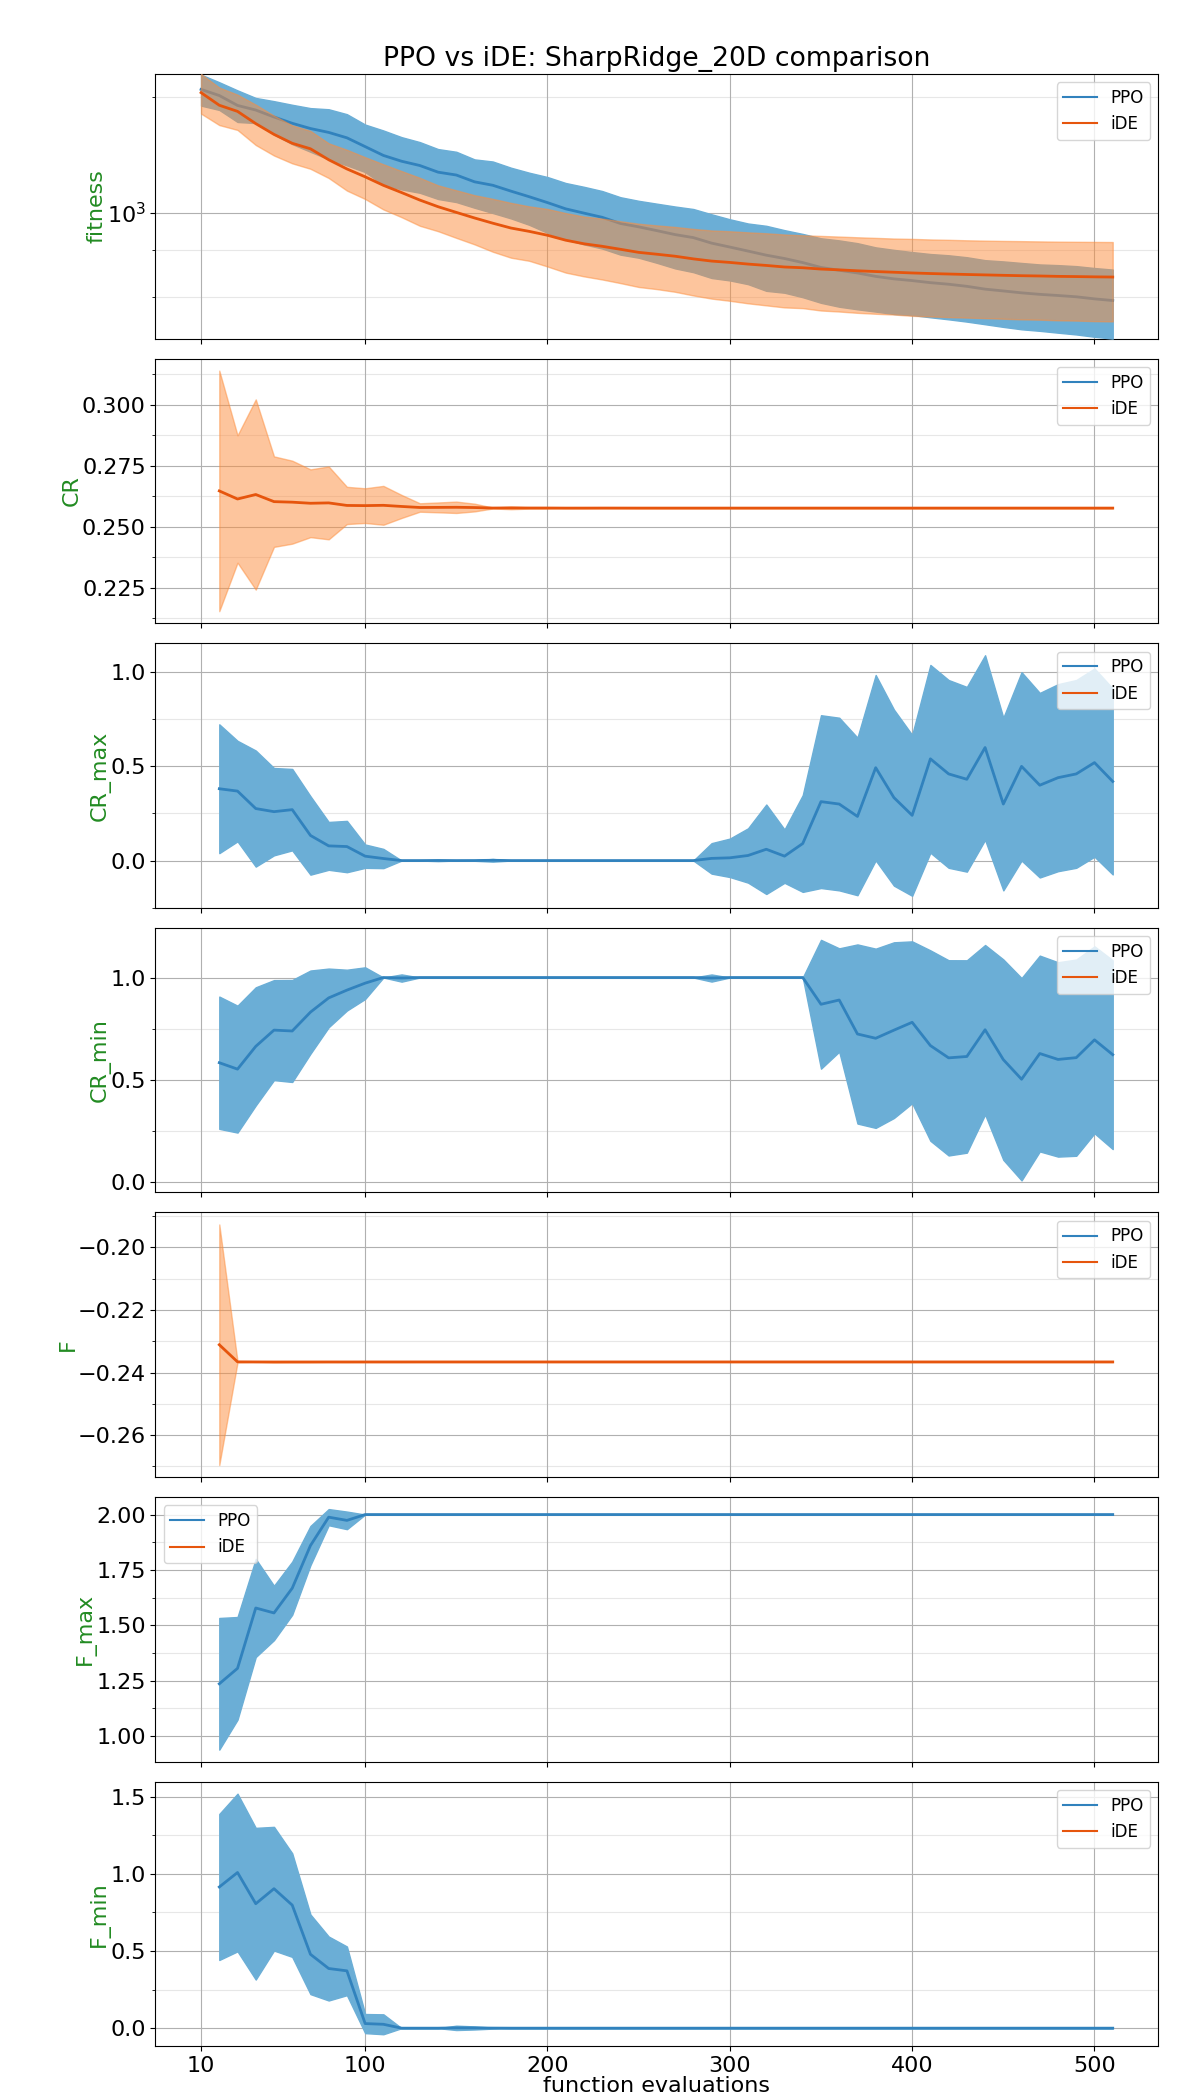 PPO vs iDE: SharpRidge_20D comparison
fitness
10³
PPO
iDE
CR
0.300
0.275
0.250
0.225
PPO
iDE
CR_max
1.0
0.5
0.0
PPO
iDE
CR_min
1.0
0.5
0.0
PPO
iDE
F
−0.20
−0.22
−0.24
−0.26
PPO
iDE
F_max
2.00
1.75
1.50
1.25
1.00
PPO
iDE
F_min
1.5
1.0
0.5
0.0
PPO
iDE
10 100 200 300 400 500
function evaluations